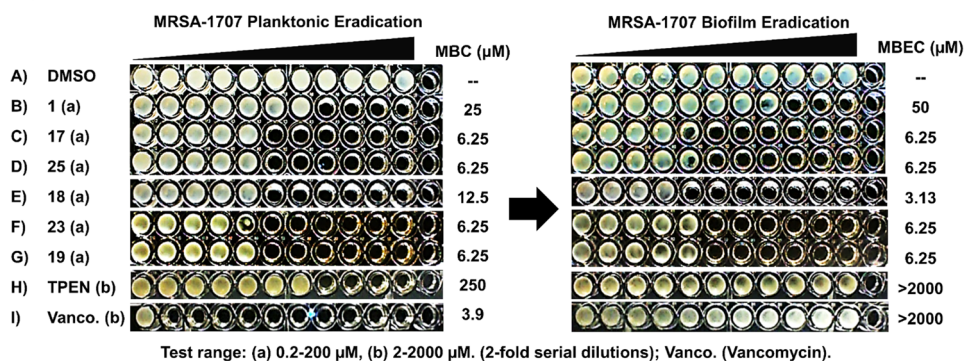 MRSA-1707 Planktonic Eradication
MBC (μM)
A) DMSO --
B) 1 (a) 25
C) 17 (a) 6.25
D) 25 (a) 6.25
E) 18 (a) 12.5
F) 23 (a) 6.25
G) 19 (a) 6.25
H) TPEN (b) 250
I) Vanco. (b) 3.9
MRSA-1707 Biofilm Eradication
MBEC (μM)
--
50
6.25
6.25
3.13
6.25
6.25
>2000
>2000
Test range: (a) 0.2-200 μM, (b) 2-2000 μM. (2-fold serial dilutions); Vanco. (Vancomycin).